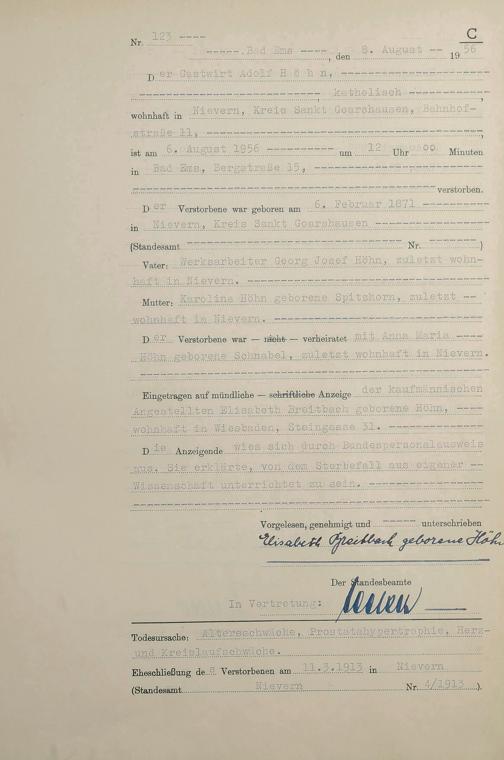 C
Nr. 123 ----
-----.Bad Ems ----, den 8. August -- 1956
Der Gastwirt Adolf H ö h n, --------------------
-------------------------, katholisch -----------,
wohnhaft in Nievern, Kreis Sankt Goarshausen, Bahnhof-
straße 11, ----------------------------------------,
ist am 6. August 1956 ---------- um 12 Uhr 00 Minuten
in Bad Ems, Bergstraße 15, -------------------------
------------------------------------------ verstorben.
Der Verstorbene war geboren am 6. Februar 1871 ----------
in Nievern, Kreis Sankt Goarshausen ----------------
(Standesamt ------------------------------ Nr. ----------)
Vater: Werksarbeiter Georg Josef Höhn, zuletzt wohn-
haft in Nievern. -----------------------------------
Mutter: Karolina Höhn geborene Spitzhorn, zuletzt --
wohnhaft in Nievern. -------------------------------
Der Verstorbene war — nicht — verheiratet mit Anna Maria ----
Höhn geborene Schnabel, zuletzt wohnhaft in Nievern.
----------------------------------------------------
Eingetragen auf mündliche — schriftliche Anzeige der kaufmännischen
Angestellten Elisabeth Breitbach geborene Höhn, ----
wohnhaft in Wiesbaden, Steingasse 31. --------------
Die Anzeigende wies sich durch Bundespersonalausweis
aus. Sie erklärte, von dem Sterbefall aus eigener --
Wissenschaft unterrichtet zu sein. -----------------
----------------------------------------------------
Vorgelesen, genehmigt und ----- unterschrieben
Elisabeth Breitbach geborene Höhn
Der Standesbeamte
In Vertretung:
Todesursache: Altersschwäche, Prostatahypertrophie, Herz-
und Kreislaufschwäche.
Eheschließung des Verstorbenen am 11.3.1913 in Nievern
(Standesamt Nievern Nr. 4/1913 ).